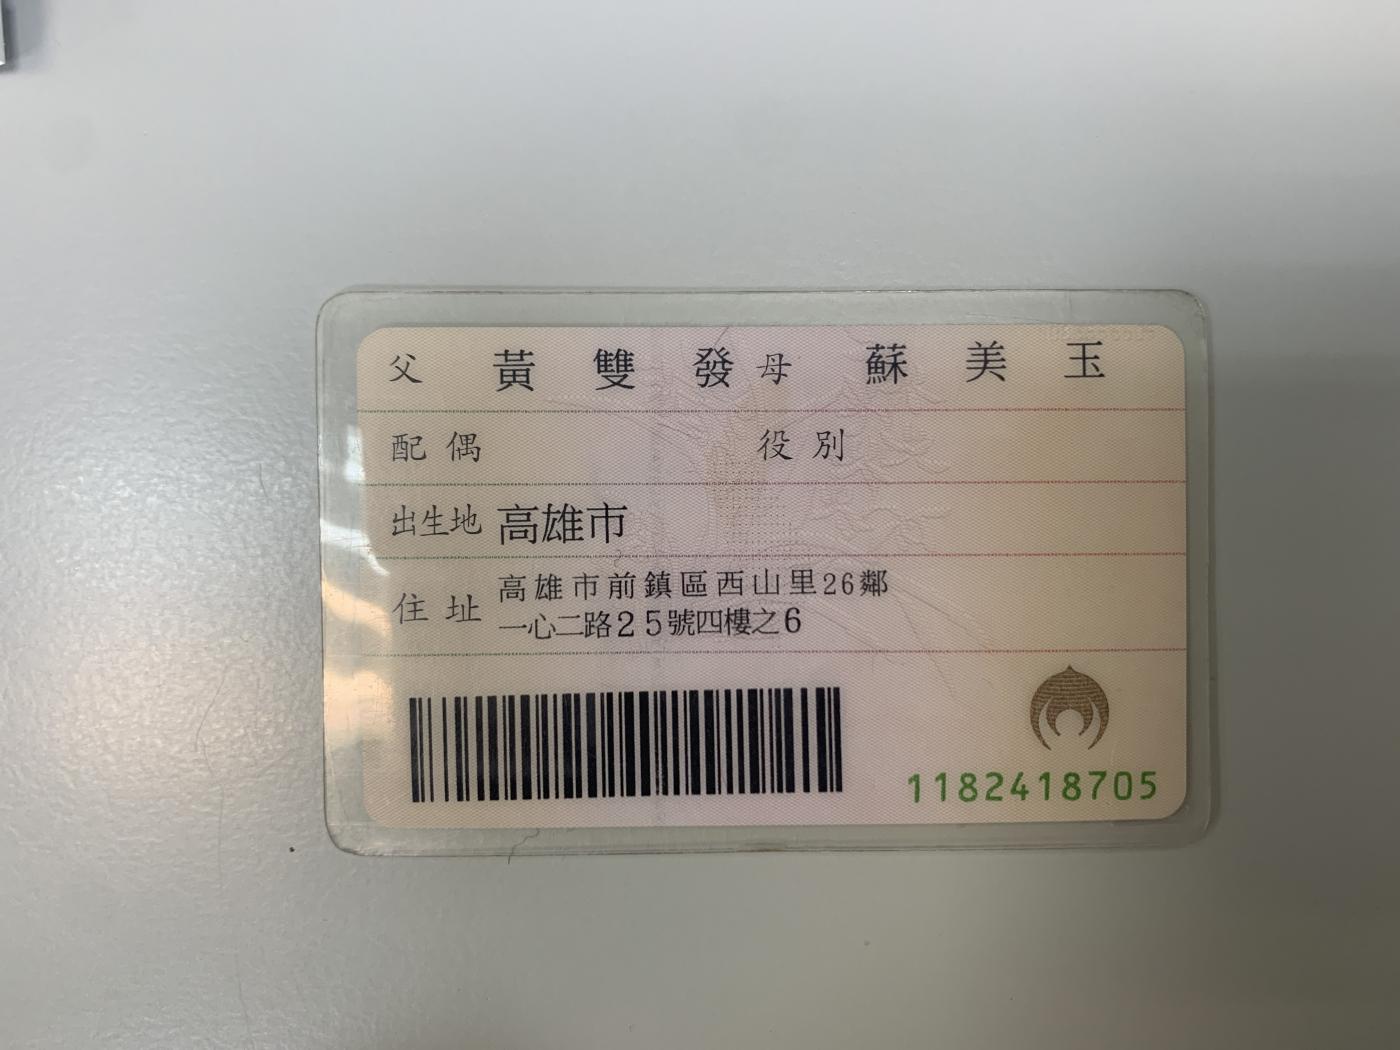 父 黃雙發 母 蘇美玉
配偶 役別
出生地 高雄市
住址 高雄市前鎮區西山里26鄰
一心二路25號四樓之6
1182418705